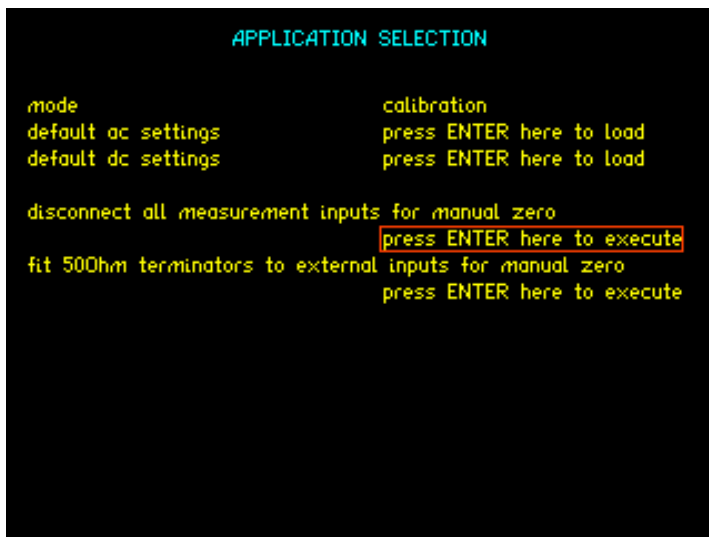 APPLICATION SELECTION
mode calibration
default ac settings press ENTER here to load
default dc settings press ENTER here to load
disconnect all measurement inputs for manual zero
press ENTER here to execute
fit 50Ohm terminators to external inputs for manual zero
press ENTER here to execute